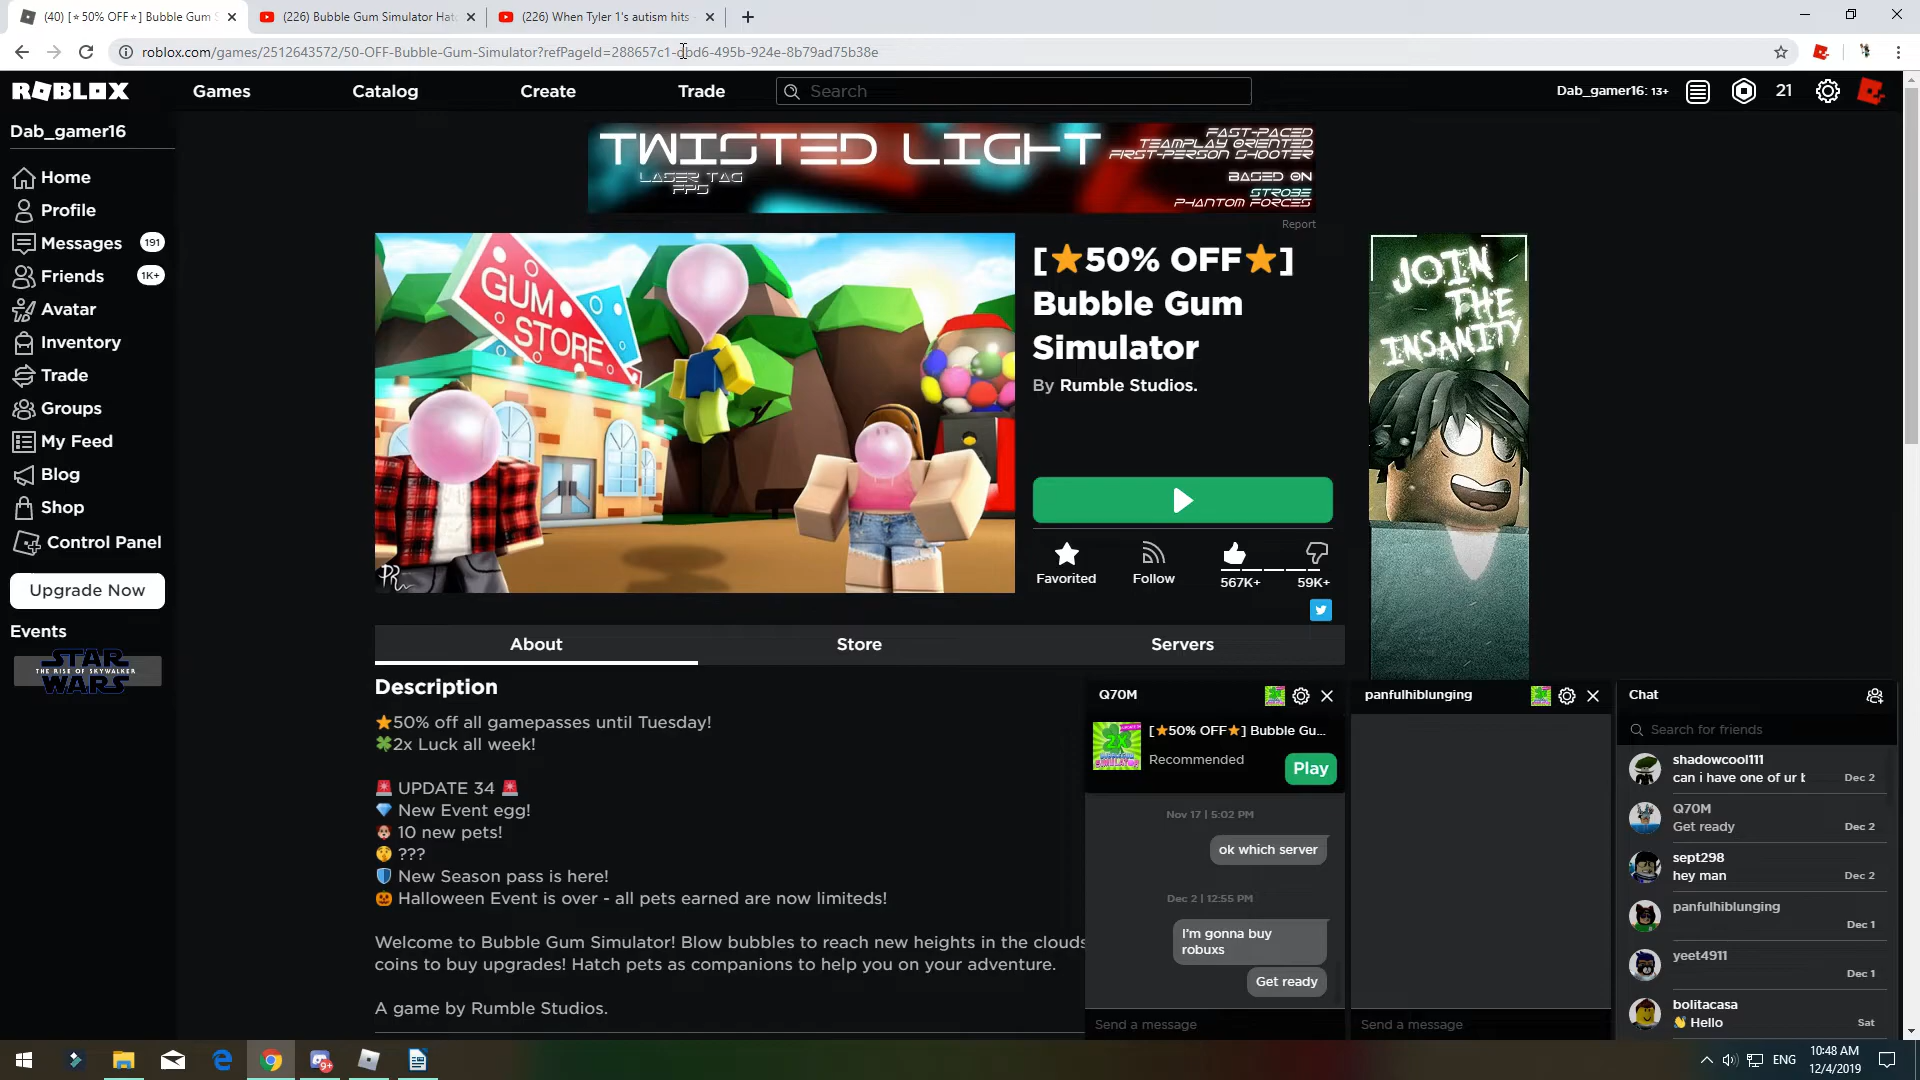 (40) [⭐50% OFF⭐] Bubble Gum S
(226) Bubble Gum Simulator Hat
(226) When Tyler 1's autism hits
roblox.com/games/2512643572/50-OFF-Bubble-Gum-Simulator?refPageId=288657c1-dbd6-495b-924e-8b79ad75b38e
ROBLOX
Games
Catalog
Create
Trade
Search
Dab_gamer16: 13+
21
Dab_gamer16
Home
Profile
Messages
191
Friends
1K+
Avatar
Inventory
Trade
Groups
My Feed
Blog
Shop
Control Panel
Upgrade Now
Events
STAR
THE RISE OF SKYWALKER
WARS
TWISTED LIGHT
LASER TAG
FPS
FAST-PACED
TEAMPLAY ORIENTED
FIRST-PERSON SHOOTER
BASED ON
STROBE
PHANTOM FORCES
Report
GUM
STORE
[⭐50% OFF⭐]
Bubble Gum
Simulator
By Rumble Studios.
Favorited
Follow
567K+
59K+
JOIN
THE
INSANITY
About
Store
Servers
Description
⭐50% off all gamepasses until Tuesday!
🍀2x Luck all week!
🚨 UPDATE 34 🚨
💎 New Event egg!
🐶 10 new pets!
🤫 ???
🛡️ New Season pass is here!
🎃 Halloween Event is over - all pets earned are now limiteds!
Welcome to Bubble Gum Simulator! Blow bubbles to reach new heights in the clouds
coins to buy upgrades! Hatch pets as companions to help you on your adventure.
A game by Rumble Studios.
Q70M
[⭐50% OFF⭐] Bubble Gu...
Recommended
Play
Nov 17 | 5:02 PM
ok which server
Dec 2 | 12:55 PM
I'm gonna buy
robuxs
Get ready
Send a message
panfulhiblunging
Send a message
Chat
Search for friends
shadowcool111
can i have one of ur b
Dec 2
Q70M
Get ready
Dec 2
sept298
hey man
Dec 2
panfulhiblunging
Dec 1
yeet4911
Dec 1
bolitacasa
👋 Hello
Sat
9+
ENG
10:48 AM
12/4/2019